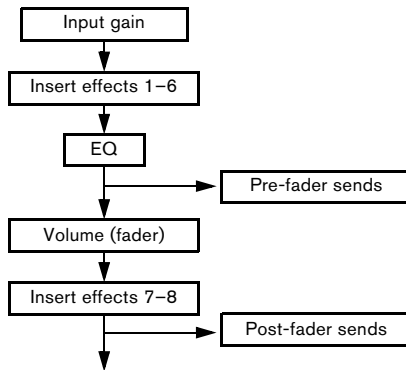 Input gain
Insert effects 1–6
EQ
Pre-fader sends
Volume (fader)
Insert effects 7–8
Post-fader sends